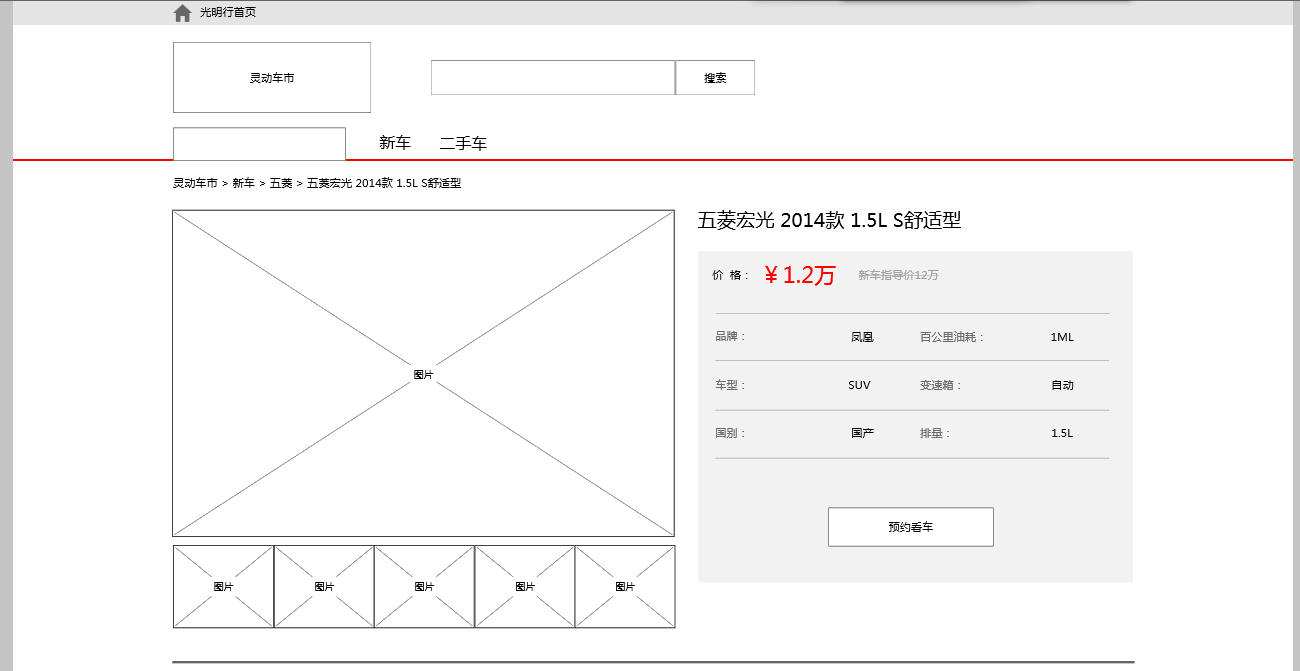 光明行首页
灵动车市
搜索
新车 二手车
灵动车市 > 新车 > 五菱 > 五菱宏光 2014款 1.5L S舒适型
五菱宏光 2014款 1.5L S舒适型
价 格： ¥ 1.2万 新车指导价12万
品牌： 凤凰 百公里油耗： 1ML
车型： SUV 变速箱： 自动
国别： 国产 排量： 1.5L
预约看车
图片
图片 图片 图片 图片 图片